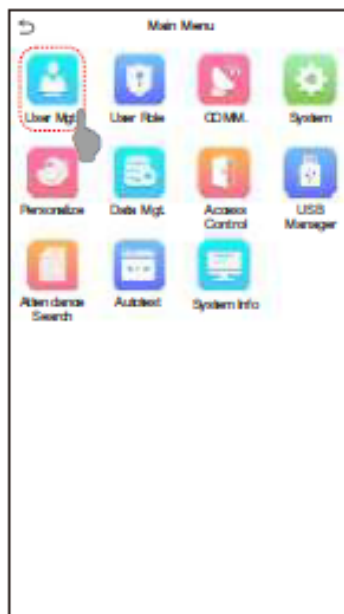 Main Menu
User Mgt.
User Role
COMM.
System
Personalize
Data Mgt.
Access
Control
USB
Manager
Attendance
Search
Autotest
System Info